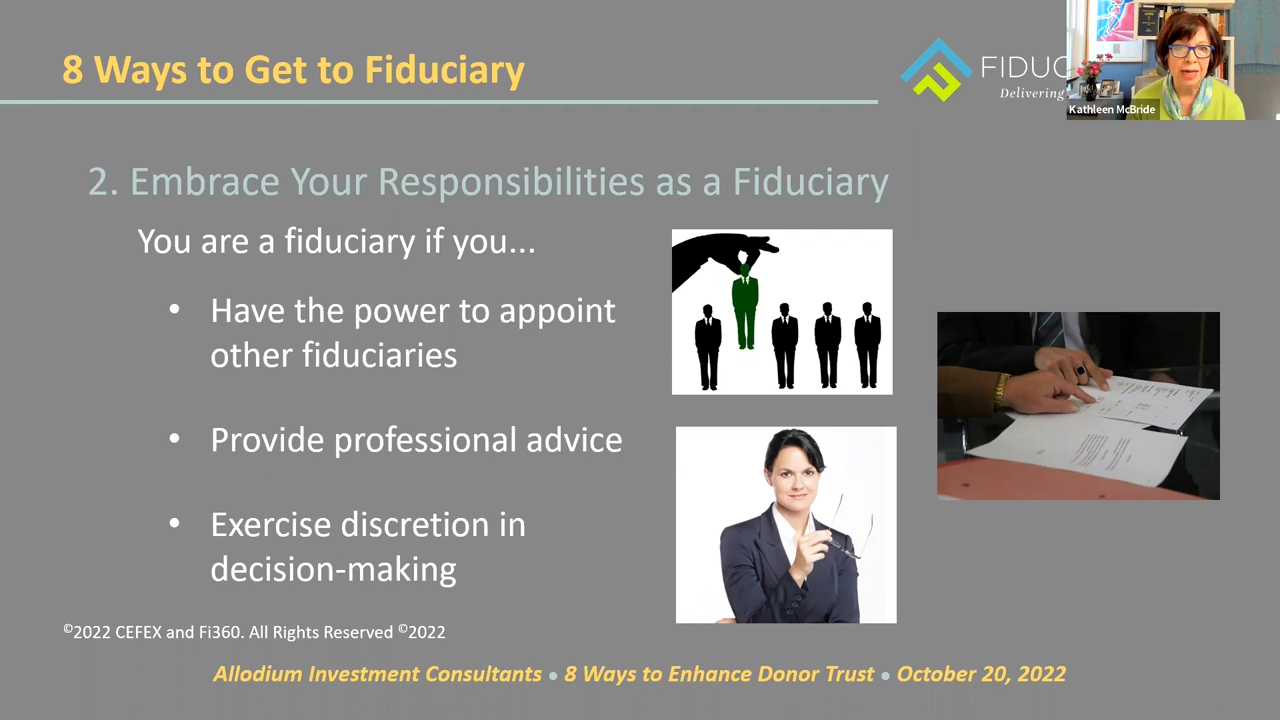 8 Ways to Get to Fiduciary
FIDUC
Delivering
Kathleen McBride
2. Embrace Your Responsibilities as a Fiduciary
You are a fiduciary if you...
• Have the power to appoint
other fiduciaries
• Provide professional advice
• Exercise discretion in
decision-making
©2022 CEFEX and Fi360. All Rights Reserved ©2022
Allodium Investment Consultants • 8 Ways to Enhance Donor Trust • October 20, 2022